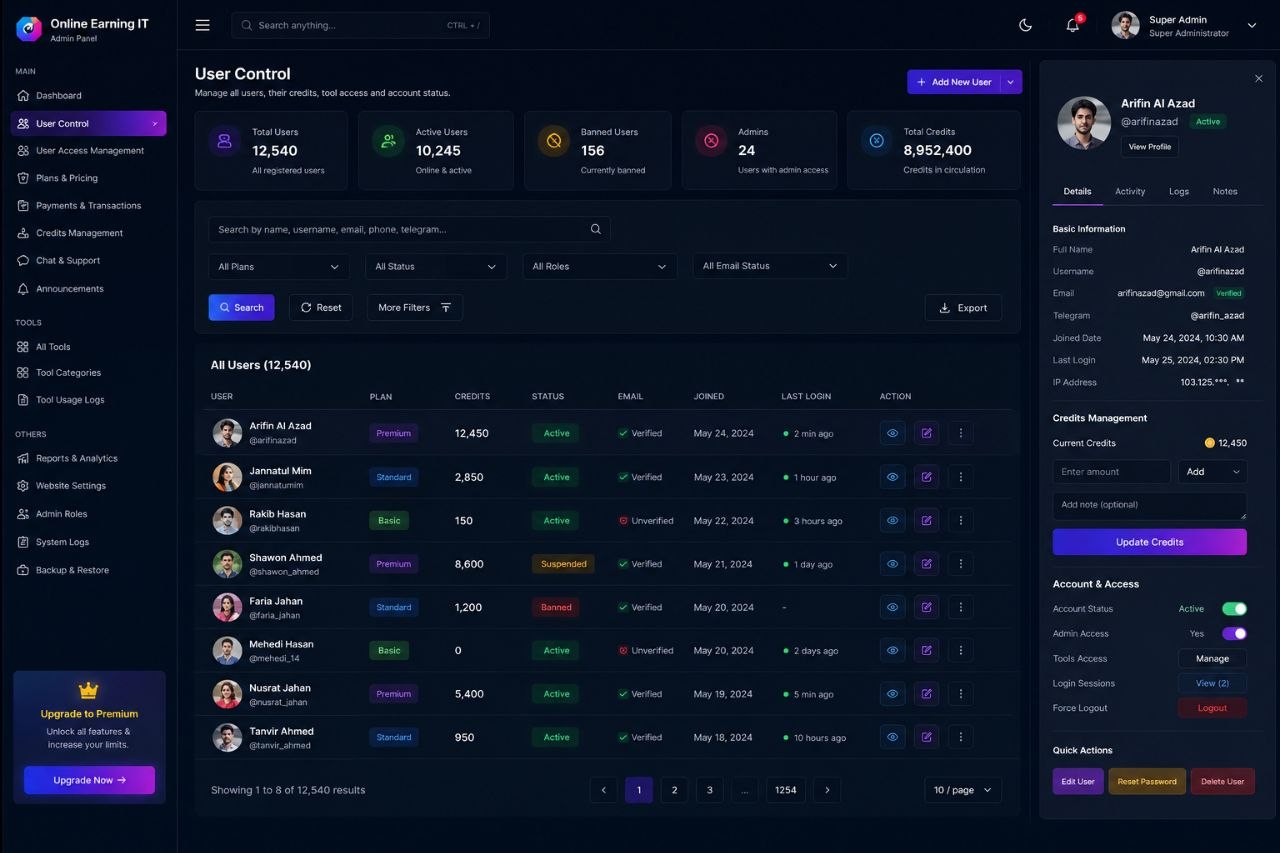 Online Earning IT
Admin Panel
MAIN
Dashboard
User Control
User Access Management
Plans & Pricing
Payments & Transactions
Credits Management
Chat & Support
Announcements
TOOLS
All Tools
Tool Categories
Tool Usage Logs
OTHERS
Reports & Analytics
Website Settings
Admin Roles
System Logs
Backup & Restore
Upgrade to Premium
Unlock all features &
increase your limits.
Upgrade Now →
Search anything... CTRL + /
5
Super Admin
Super Administrator
User Control
Manage all users, their credits, tool access and account status.
+ Add New User
Total Users
12,540
All registered users
Active Users
10,245
Online & active
Banned Users
156
Currently banned
Admins
24
Users with admin access
Total Credits
8,952,400
Credits in circulation
Search by name, username, email, phone, telegram...
All Plans All Status All Roles All Email Status
Search Reset More Filters Export
All Users (12,540)
USER PLAN CREDITS STATUS EMAIL JOINED LAST LOGIN ACTION
Arifin Al Azad
@arifinazad
Premium 12,450 Active Verified May 24, 2024 2 min ago
Jannatul Mim
@jannatumim
Standard 2,850 Active Verified May 23, 2024 1 hour ago
Rakib Hasan
@rakibhasan
Basic 150 Active Unverified May 22, 2024 3 hours ago
Shawon Ahmed
@shawon_ahmed
Premium 8,600 Suspended Verified May 21, 2024 1 day ago
Faria Jahan
@faria_jahan
Standard 1,200 Banned Verified May 20, 2024 -
Mehedi Hasan
@mehedi_14
Basic 0 Active Unverified May 20, 2024 2 days ago
Nusrat Jahan
@nusrat_jahan
Premium 5,400 Active Verified May 19, 2024 5 min ago
Tanvir Ahmed
@tanvir_ahmed
Standard 950 Active Verified May 18, 2024 10 hours ago
Showing 1 to 8 of 12,540 results
< 1 2 3 ... 1254 >
10 / page
Arifin Al Azad
@arifinazad Active
View Profile
Details Activity Logs Notes
Basic Information
Full Name Arifin Al Azad
Username @arifinazad
Email arifinazad@gmail.com Verified
Telegram @arifin_azad
Joined Date May 24, 2024, 10:30 AM
Last Login May 25, 2024, 02:30 PM
IP Address 103.125.***. **
Credits Management
Current Credits 12,450
Enter amount Add
Add note (optional)
Update Credits
Account & Access
Account Status Active
Admin Access Yes
Tools Access Manage
Login Sessions View (2)
Force Logout Logout
Quick Actions
Edit User Reset Password Delete User